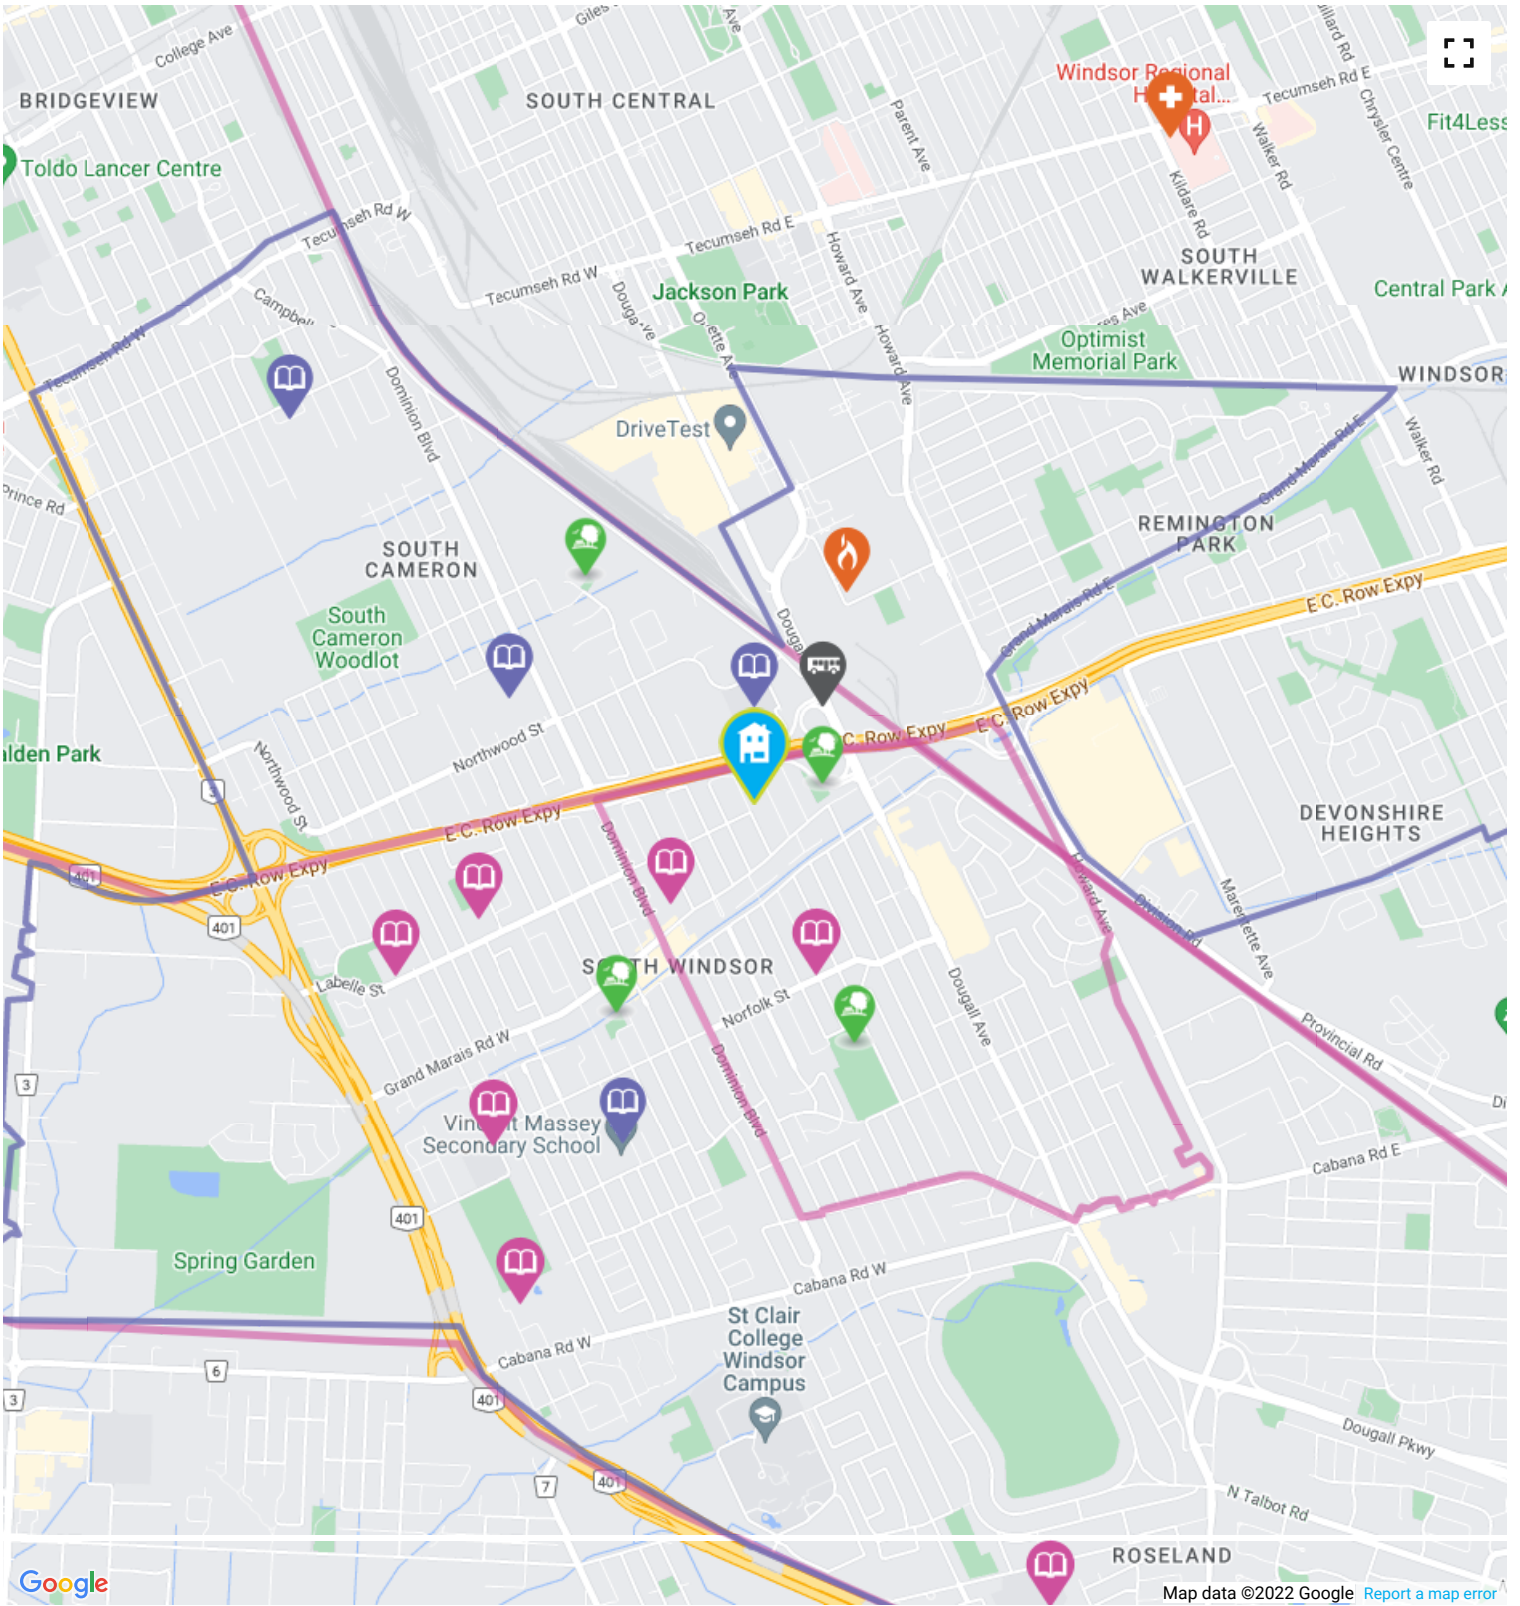 College Ave
Giles
Ave
Windsor Regional
H tal...
H
Tecumseh Rd E
BRIDGEVIEW
SOUTH CENTRAL
Parent Ave
Walker Rd
Chrysler Centre
Fit4Less
Toldo Lancer Centre
Kildare Rd
Tecumseh Rd W
Tecumseh Rd E
Howard Ave
SOUTH
WALKERVILLE
Tecumseh Rd W
Jackson Park
Central Park A
Campbell
Tecumseh Rd W
Ouellette Ave
Howard Ave
Optimist
Memorial Park
WINDSOR
Dominion Blvd
DriveTest
Walker Rd
Grand Marais Rd E
Prince Rd
SOUTH
CAMERON
REMINGTON
PARK
E.C. Row Expy
Grand Marais Rd E
South
Cameron
Woodlot
Dougal
E.C. Row Expy
C. Row Expy
Northwood St
alden Park
Northwood St
3
E.C. Row Expy
Dominion Blvd
DEVONSHIRE
HEIGHTS
401
E.C. Row Expy
Howard Ave
Marentette Ave
Division Rd
401
SOUTH WINDSOR
Labelle St
Norfolk St
Dougall Ave
Grand Marais Rd W
Dominion Blvd
Provincial Rd
3
Di
Vincent Massey
Secondary School
Cabana Rd E
401
Spring Garden
Cabana Rd W
St Clair
College
Windsor
Campus
Cabana Rd W
6
3
401
Dougall Pkwy
401
7
N Talbot Rd
ROSELAND
Google
Map data ©2022 Google
Report a map error